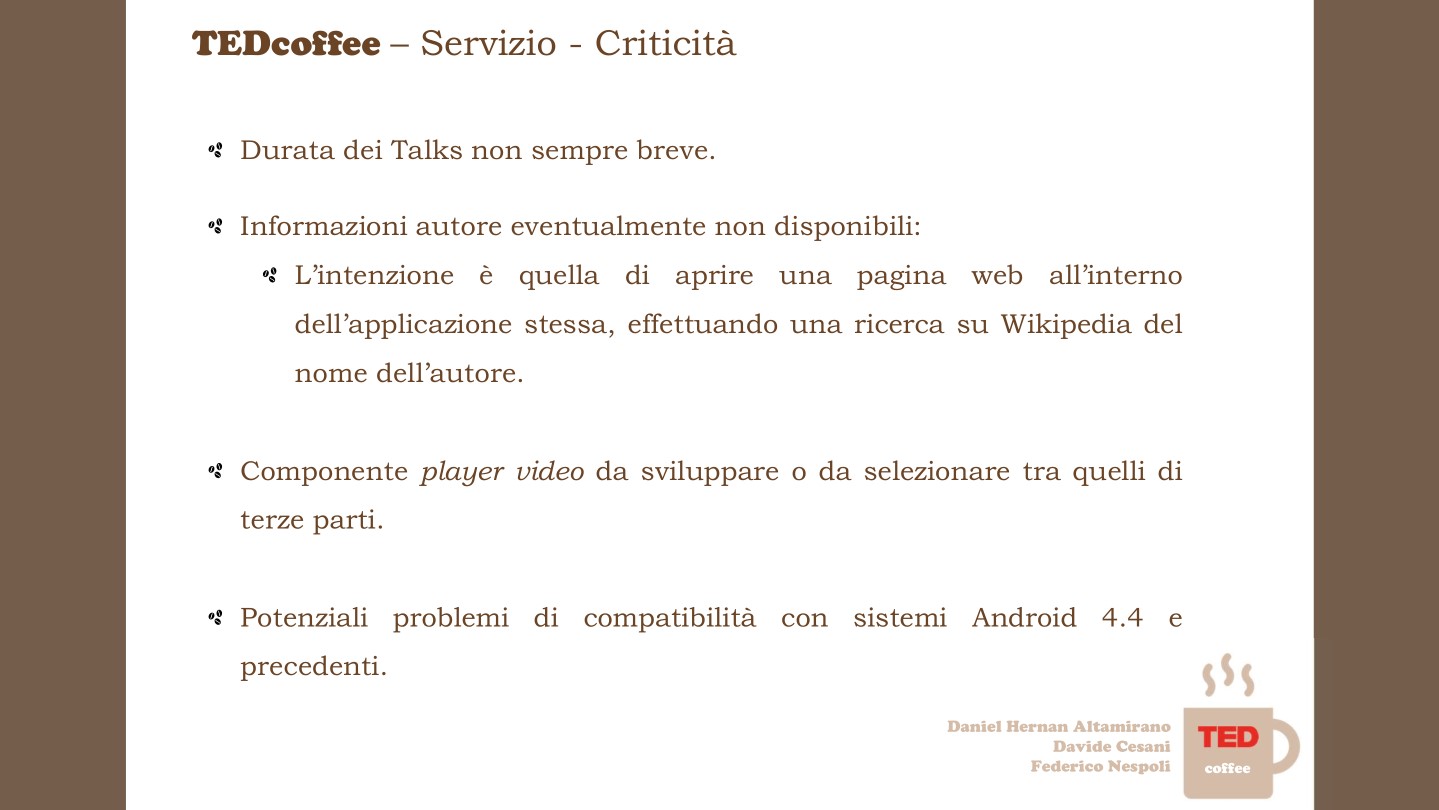 TEDcoffee – Servizio - Criticità
Durata dei Talks non sempre breve.
Informazioni autore eventualmente non disponibili:
L’intenzione è quella di aprire una pagina web all’interno
dell’applicazione stessa, effettuando una ricerca su Wikipedia del
nome dell’autore.
Componente player video da sviluppare o da selezionare tra quelli di
terze parti.
Potenziali problemi di compatibilità con sistemi Android 4.4 e
precedenti.
Daniel Hernan Altamirano
Davide Cesani
Federico Nespoli
TED
coffee